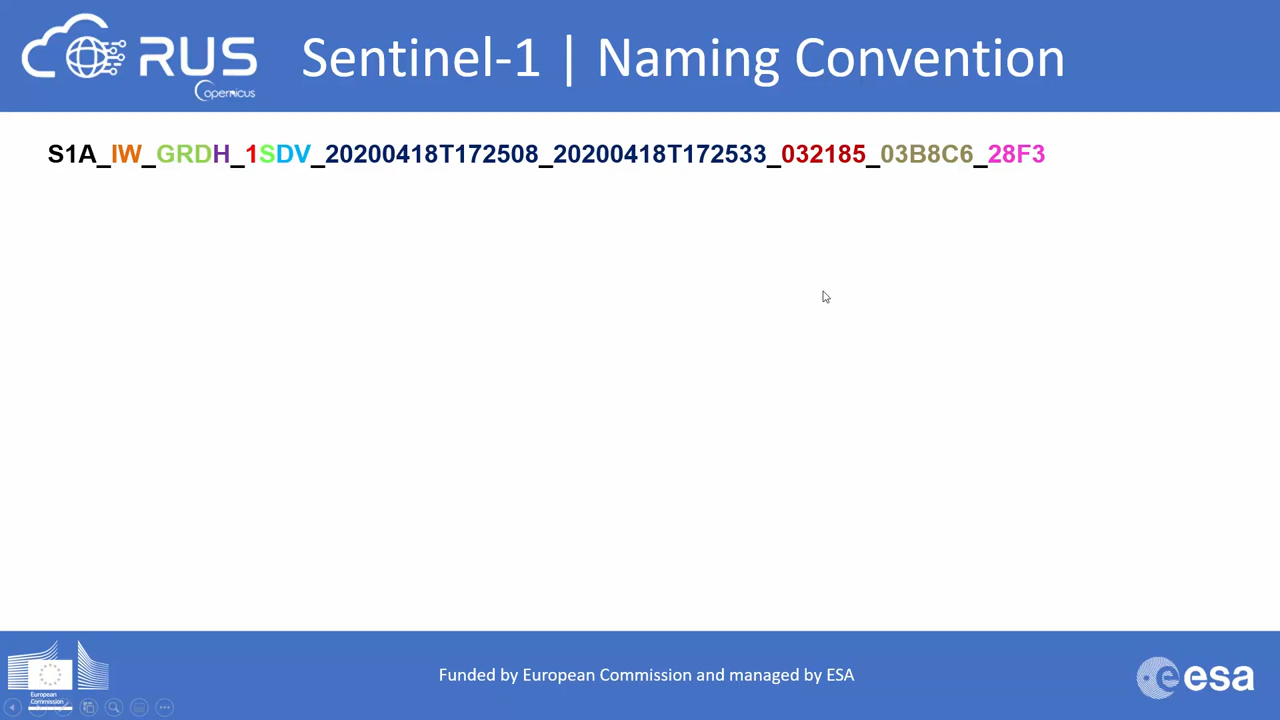 RUS
Copernicus
Sentinel-1 | Naming Convention
S1A_IW_GRDH_1SDV_20200418T172508_20200418T172533_032185_03B8C6_28F3
European
Commission
Funded by European Commission and managed by ESA
esa